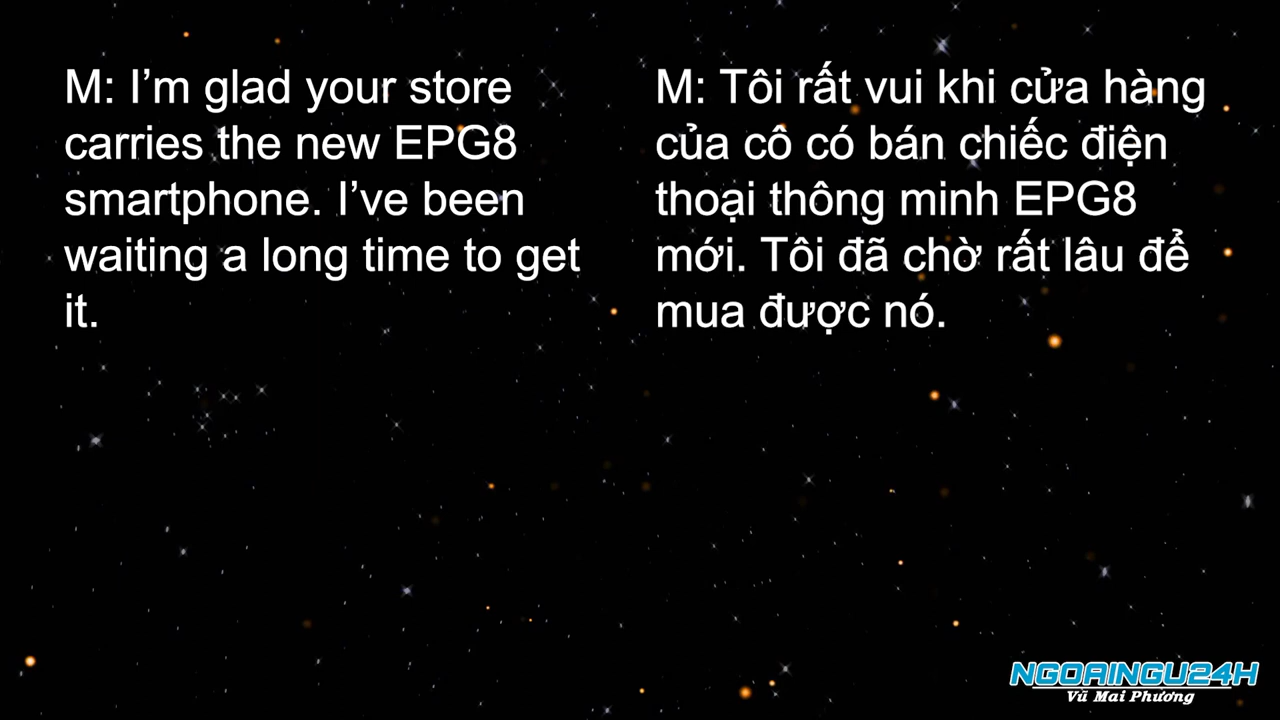 M: I’m glad your store
carries the new EPG8
smartphone. I’ve been
waiting a long time to get
it.
M: Tôi rất vui khi cửa hàng
của cô có bán chiếc điện
thoại thông minh EPG8
mới. Tôi đã chờ rất lâu để
mua được nó.
NGOAINGU24H
Vũ Mai Phương